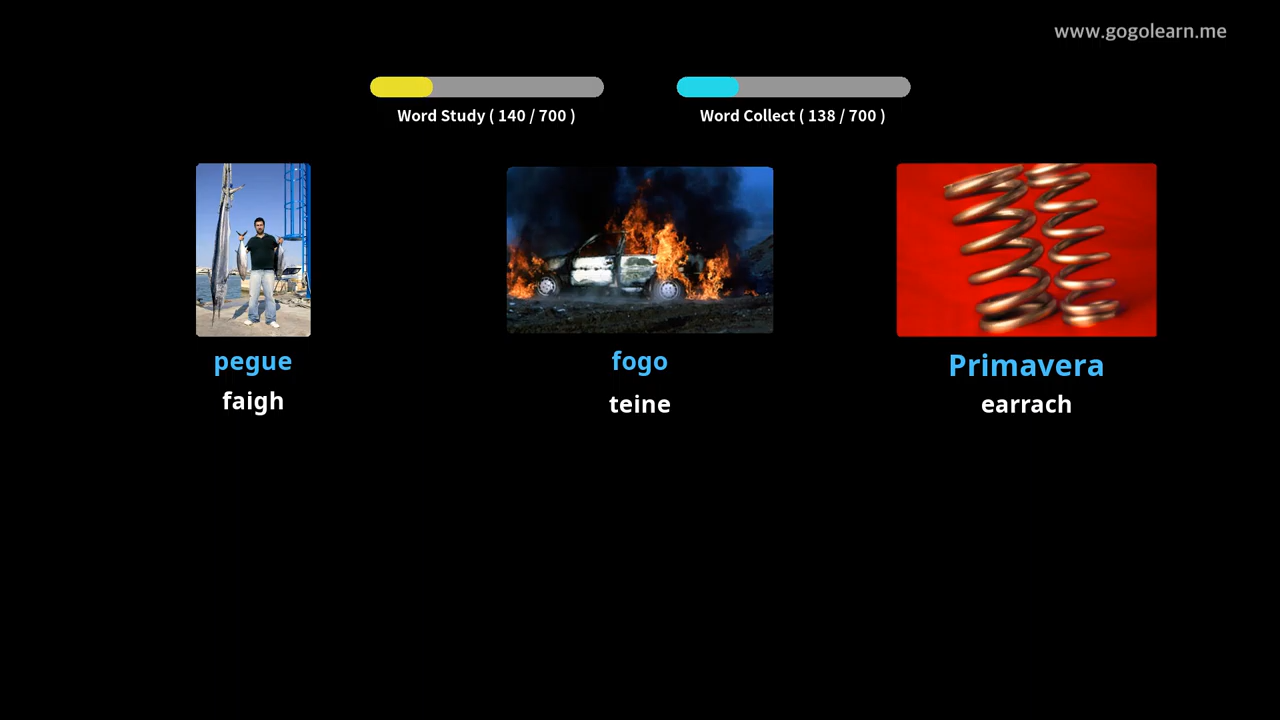 www.gogolearn.me
Word Study ( 140 / 700 )
Word Collect ( 138 / 700 )
pegue
fogo
Primavera
faigh
teine
earrach